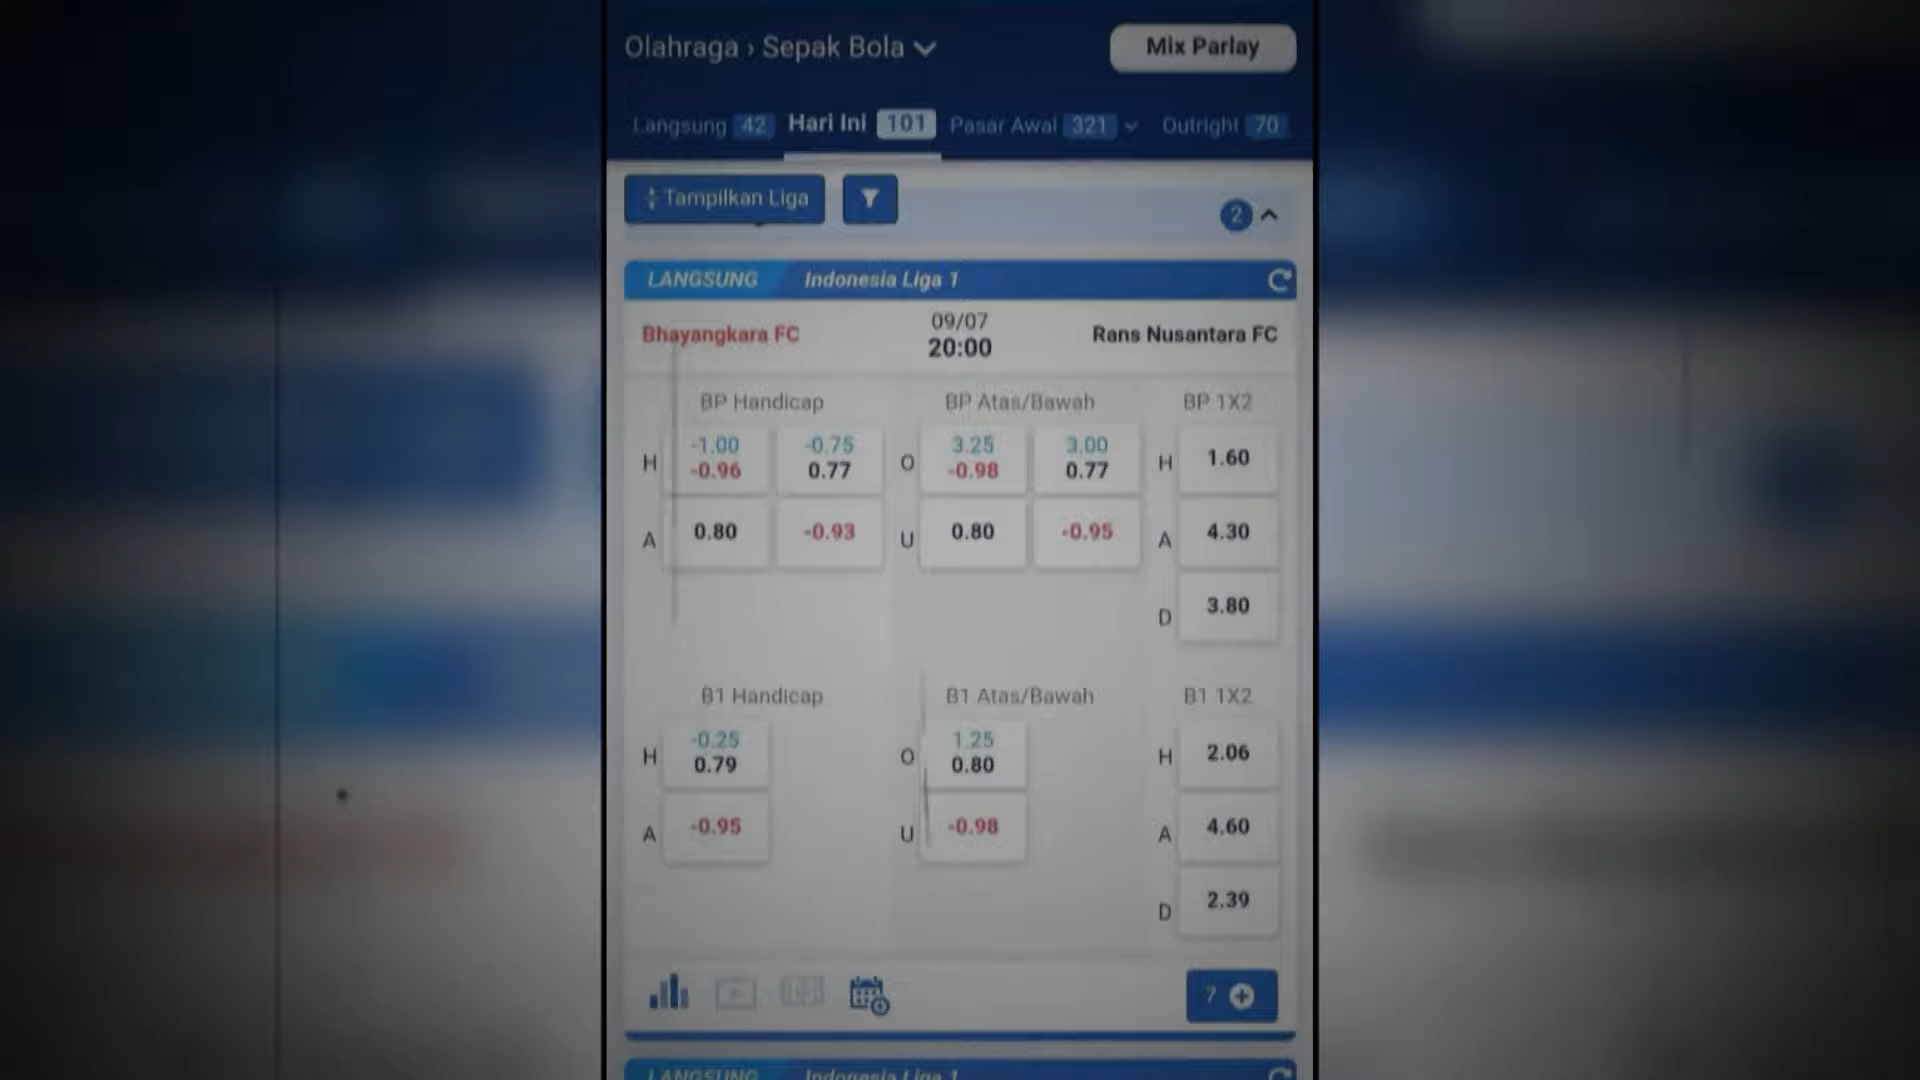 Olahraga › Sepak Bola
Mix Parlay
Langsung 42 Hari Ini 101 Pasar Awal 321 Outright 70
Tampilkan Liga
2
LANGSUNG Indonesia Liga 1
Bhayangkara FC
09/07
20:00
Rans Nusantara FC
BP Handicap BP Atas/Bawah BP 1X2
H -1.00 -0.96 -0.75 0.77 O 3.25 -0.98 3.00 0.77 H 1.60
A 0.80 -0.93 U 0.80 -0.95 A 4.30
D 3.80
B1 Handicap B1 Atas/Bawah B1 1X2
H -0.25 0.79 O 1.25 0.80 H 2.06
A -0.95 U -0.98 A 4.60
D 2.39
7
LANGSUNG Indonesia Liga 1